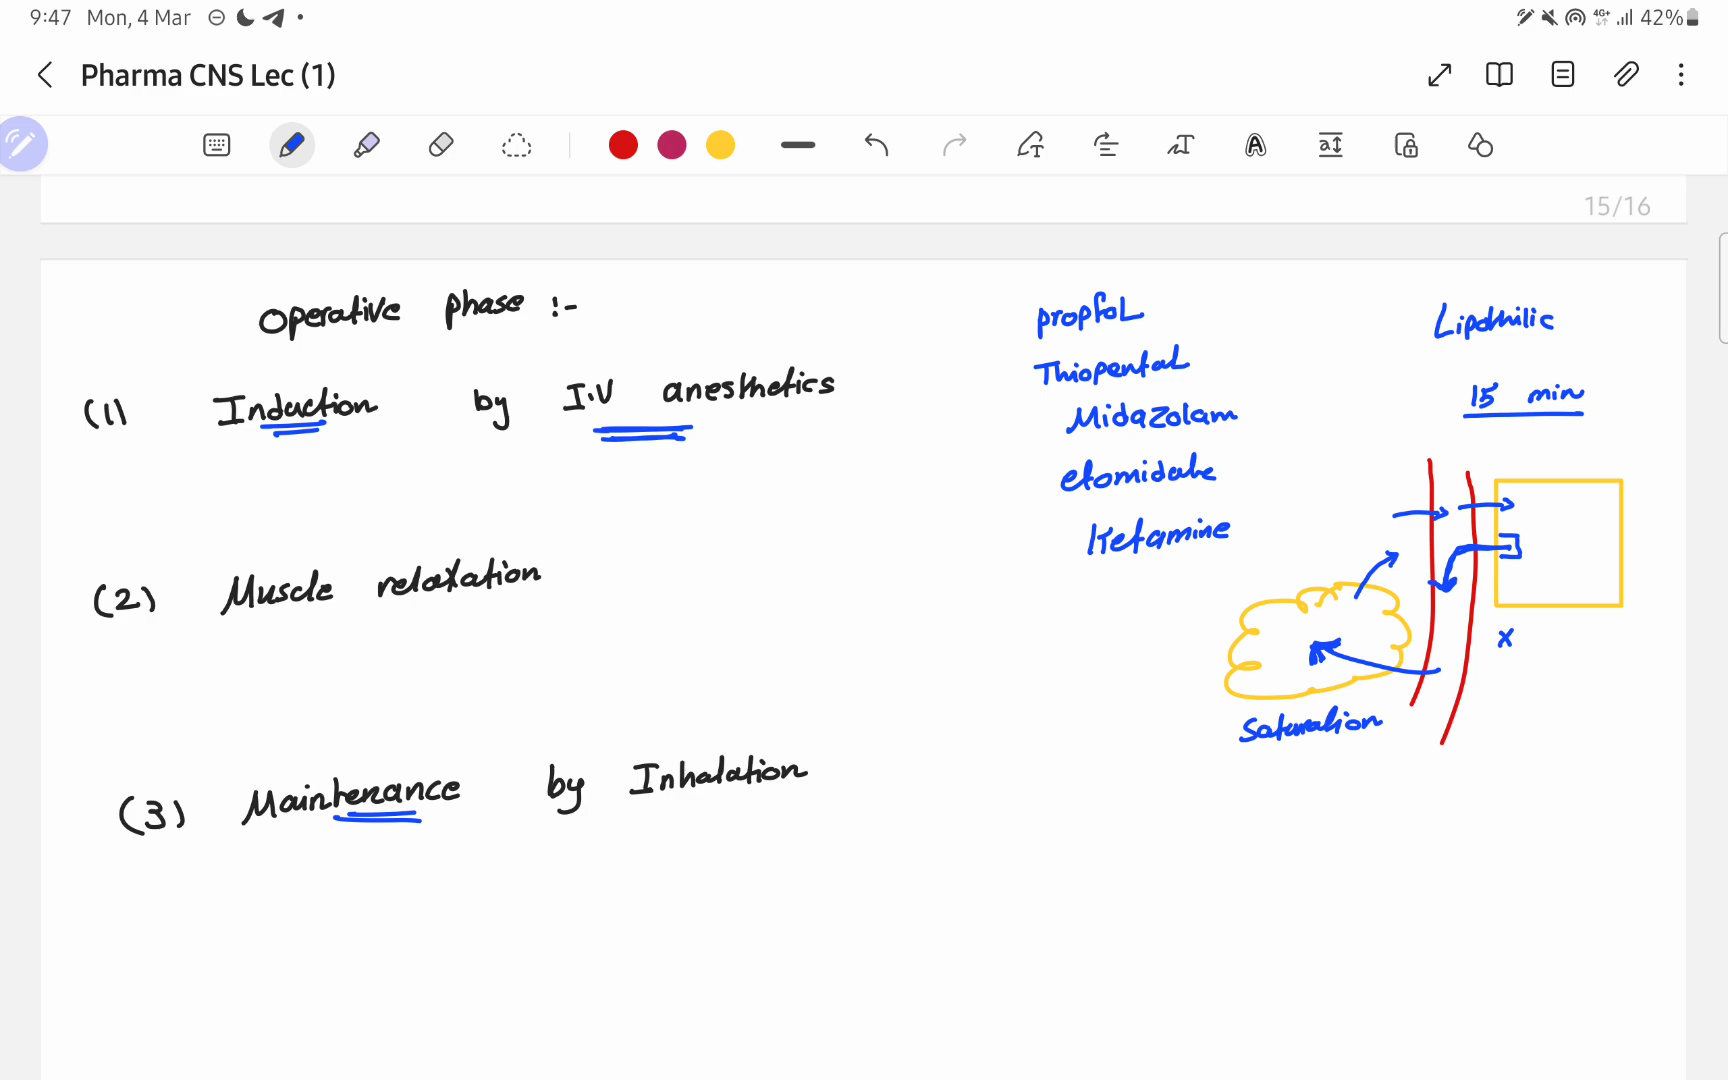 9:47 Mon, 4 Mar
4G+ 42%
Pharma CNS Lec (1)
15/16
Operative phase :-
(1) Induction by I.V anesthetics
(2) Muscle relaxation
(3) Maintenance by Inhalation
propfol
Thiopental
Midazolam
etomidate
Ketamine
Lipophilic
15 min
x
Saturation